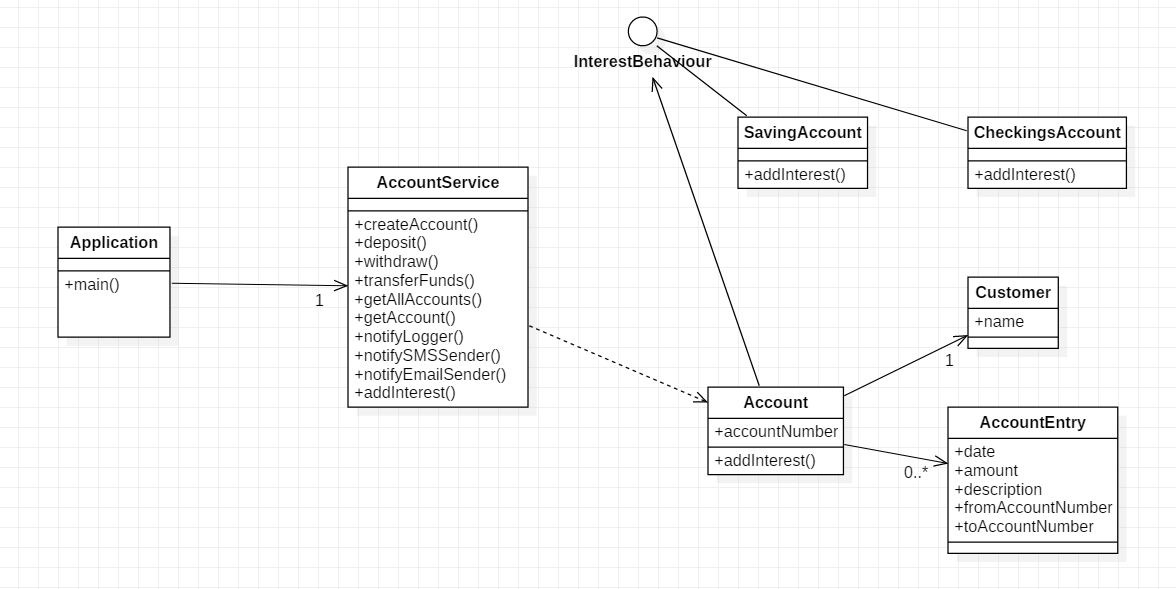 InterestBehaviour
SavingAccount
+addInterest()
CheckingsAccount
+addInterest()
AccountService
+createAccount()
+deposit()
+withdraw()
+transferFunds()
+getAllAccounts()
+getAccount()
+notifyLogger()
+notifySMSSender()
+notifyEmailSender()
+addInterest()
Application
+main()
1
Customer
+name
1
Account
+accountNumber
+addInterest()
0..*
AccountEntry
+date
+amount
+description
+fromAccountNumber
+toAccountNumber